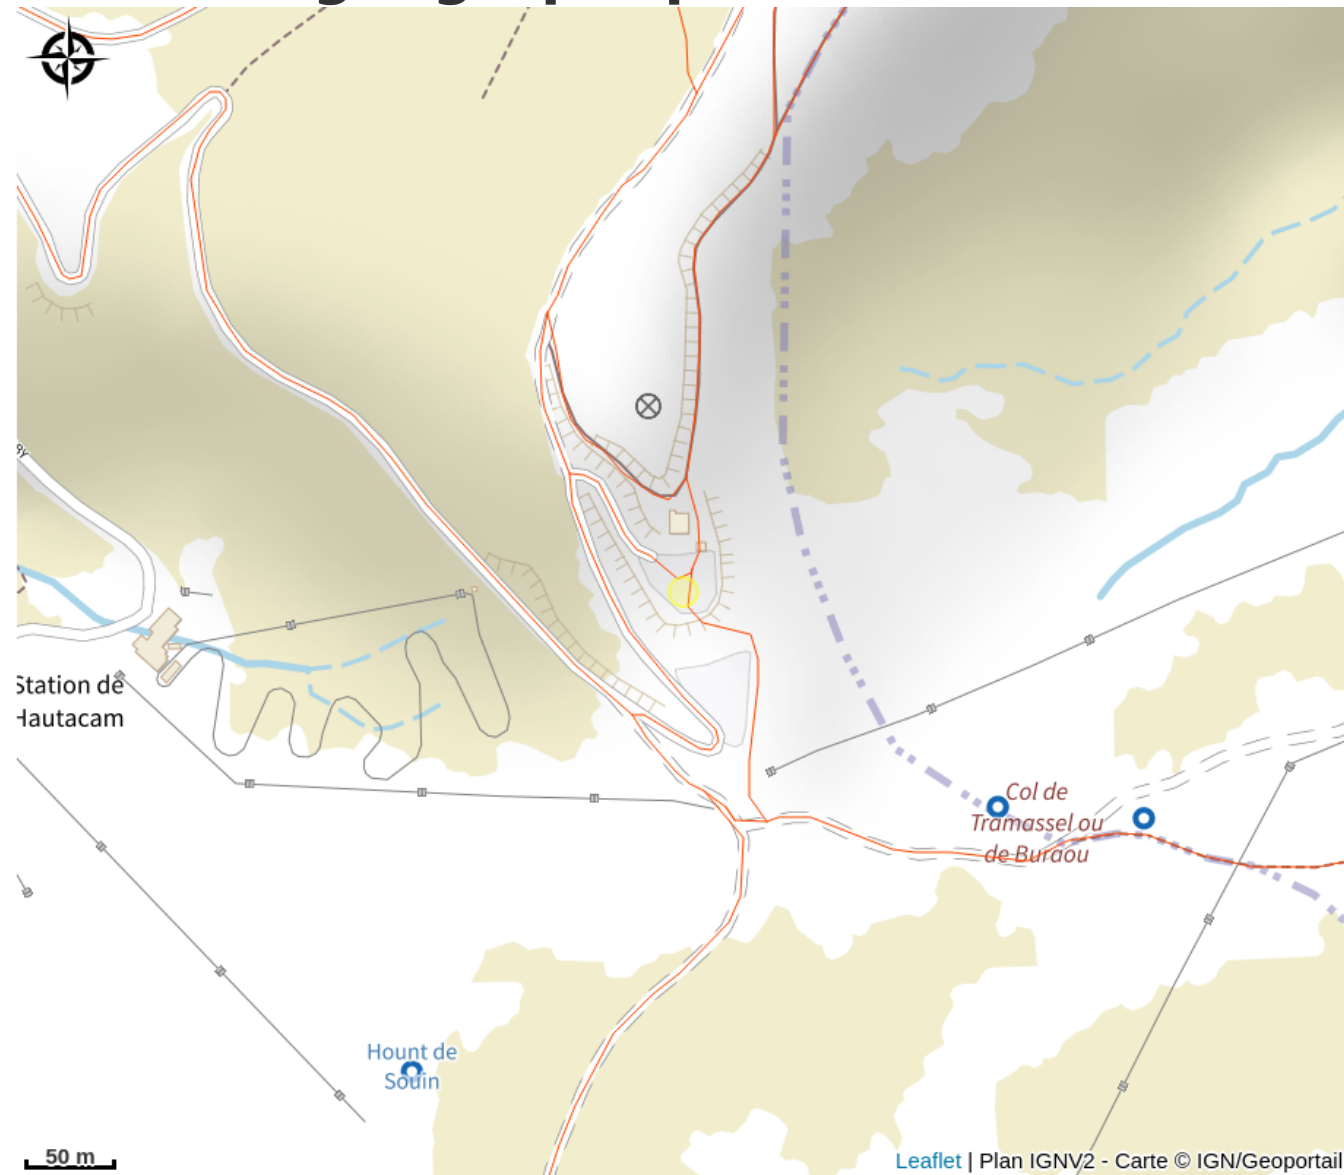 Station de
Hautacam
Col de
Tramassel ou
de Buraou
Hount de
Souin
50 m
Leaflet | Plan IGNV2 - Carte © IGN/Geoportail